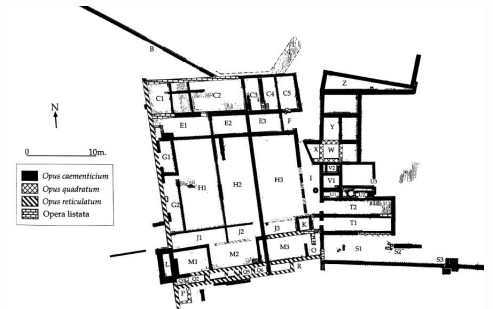 B
Z
C1 C2 C3 C4 C5
N
E1 E2 E3 F
Y
G1
X W
0 10m.
V2
Opus caementicium
Opus quadratum
Opus reticulatum
Opera listata
H1 H2 H3
I
V1
U3
G2
T2
J1 J2 J3
K
T1
L
M1 M2 M3
O
S1 S2
S3
R
P